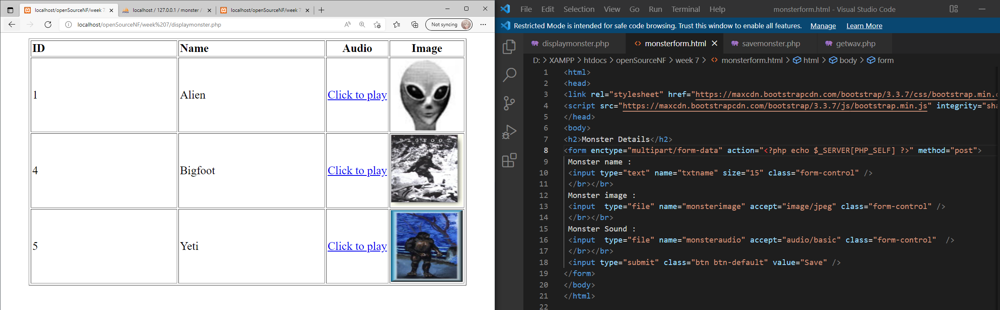 localhost/openSourceNF/week 7
localhost / 127.0.0.1 / monster /
localhost/openSourceNF/week 7
localhost/openSourceNF/week%207/displaymonster.php
Not syncing
ID Name Audio Image
1 Alien Click to play
BIGFOOT
4 Bigfoot Click to play
5 Yeti Click to play
File Edit Selection View Go Run Terminal Help monsterform.html - Visual Studio Code
Restricted Mode is intended for safe code browsing. Trust this window to enable all features. Manage Learn More
displaymonster.php monsterform.html savemonster.php getwav.php
D: > XAMPP > htdocs > openSourceNF > week 7 > monsterform.html > html > body > form
1 <html>
2 <head>
3 <link rel="stylesheet" href="https://maxcdn.bootstrapcdn.com/bootstrap/3.3.7/css/bootstrap.min.c
4 <script src="https://maxcdn.bootstrapcdn.com/bootstrap/3.3.7/js/bootstrap.min.js" integrity="sha
5 </head>
6 <body>
7 <h2>Monster Details</h2>
8 <form enctype="multipart/form-data" action="<?php echo $_SERVER[PHP_SELF] ?>" method="post">
9 Monster name :
10 <input type="text" name="txtname" size="15" class="form-control" />
11 </br></br>
12 Monster image :
13 <input  type="file" name="monsterimage" accept="image/jpeg" class="form-control" />
14 </br></br>
15 Monster Sound :
16 <input  type="file" name="monsteraudio" accept="audio/basic" class="form-control"  />
17 </br></br>
18 <input type="submit" class="btn btn-default" value="Save" />
19 </form>
20 </body>
21 </html>
22